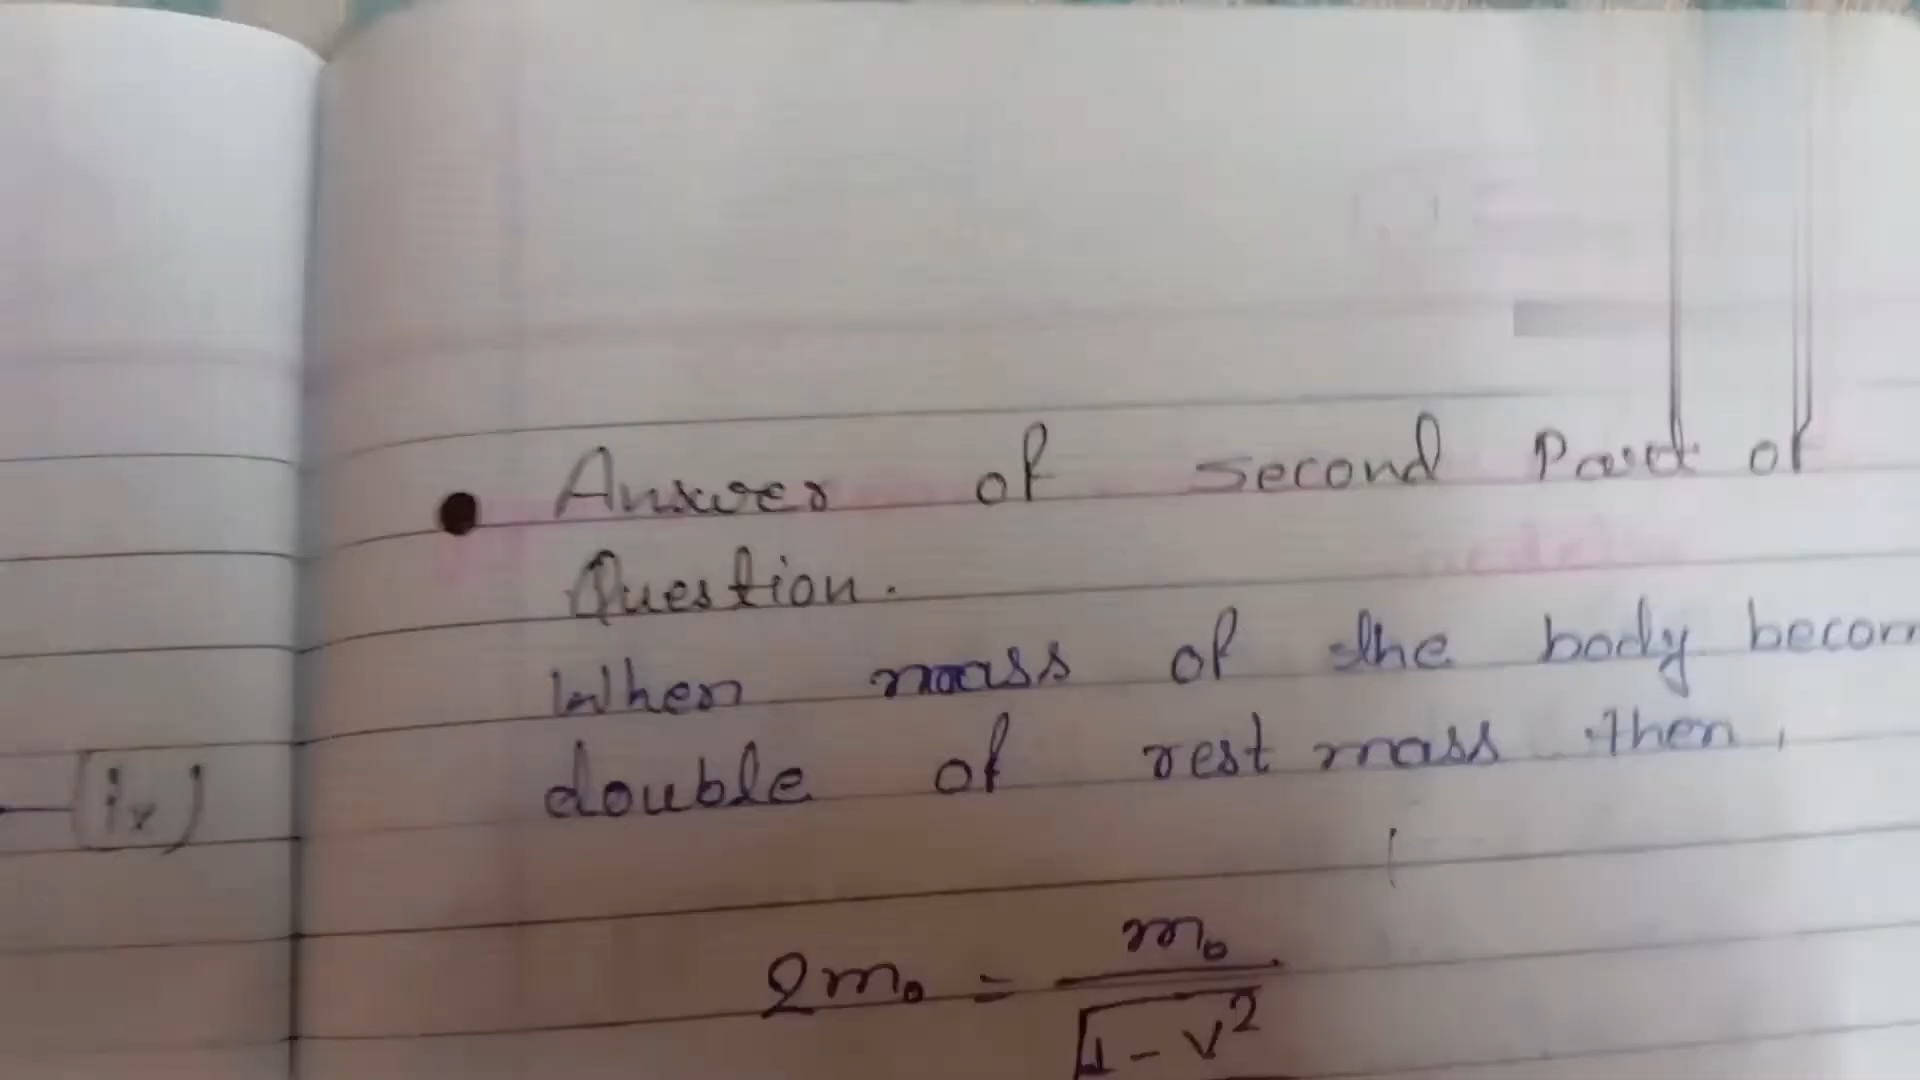 (iv)
• Answer of second Part of
Question.
When mass of the body becom
double of rest mass then,
2m₀ = m₀
√1 - v²